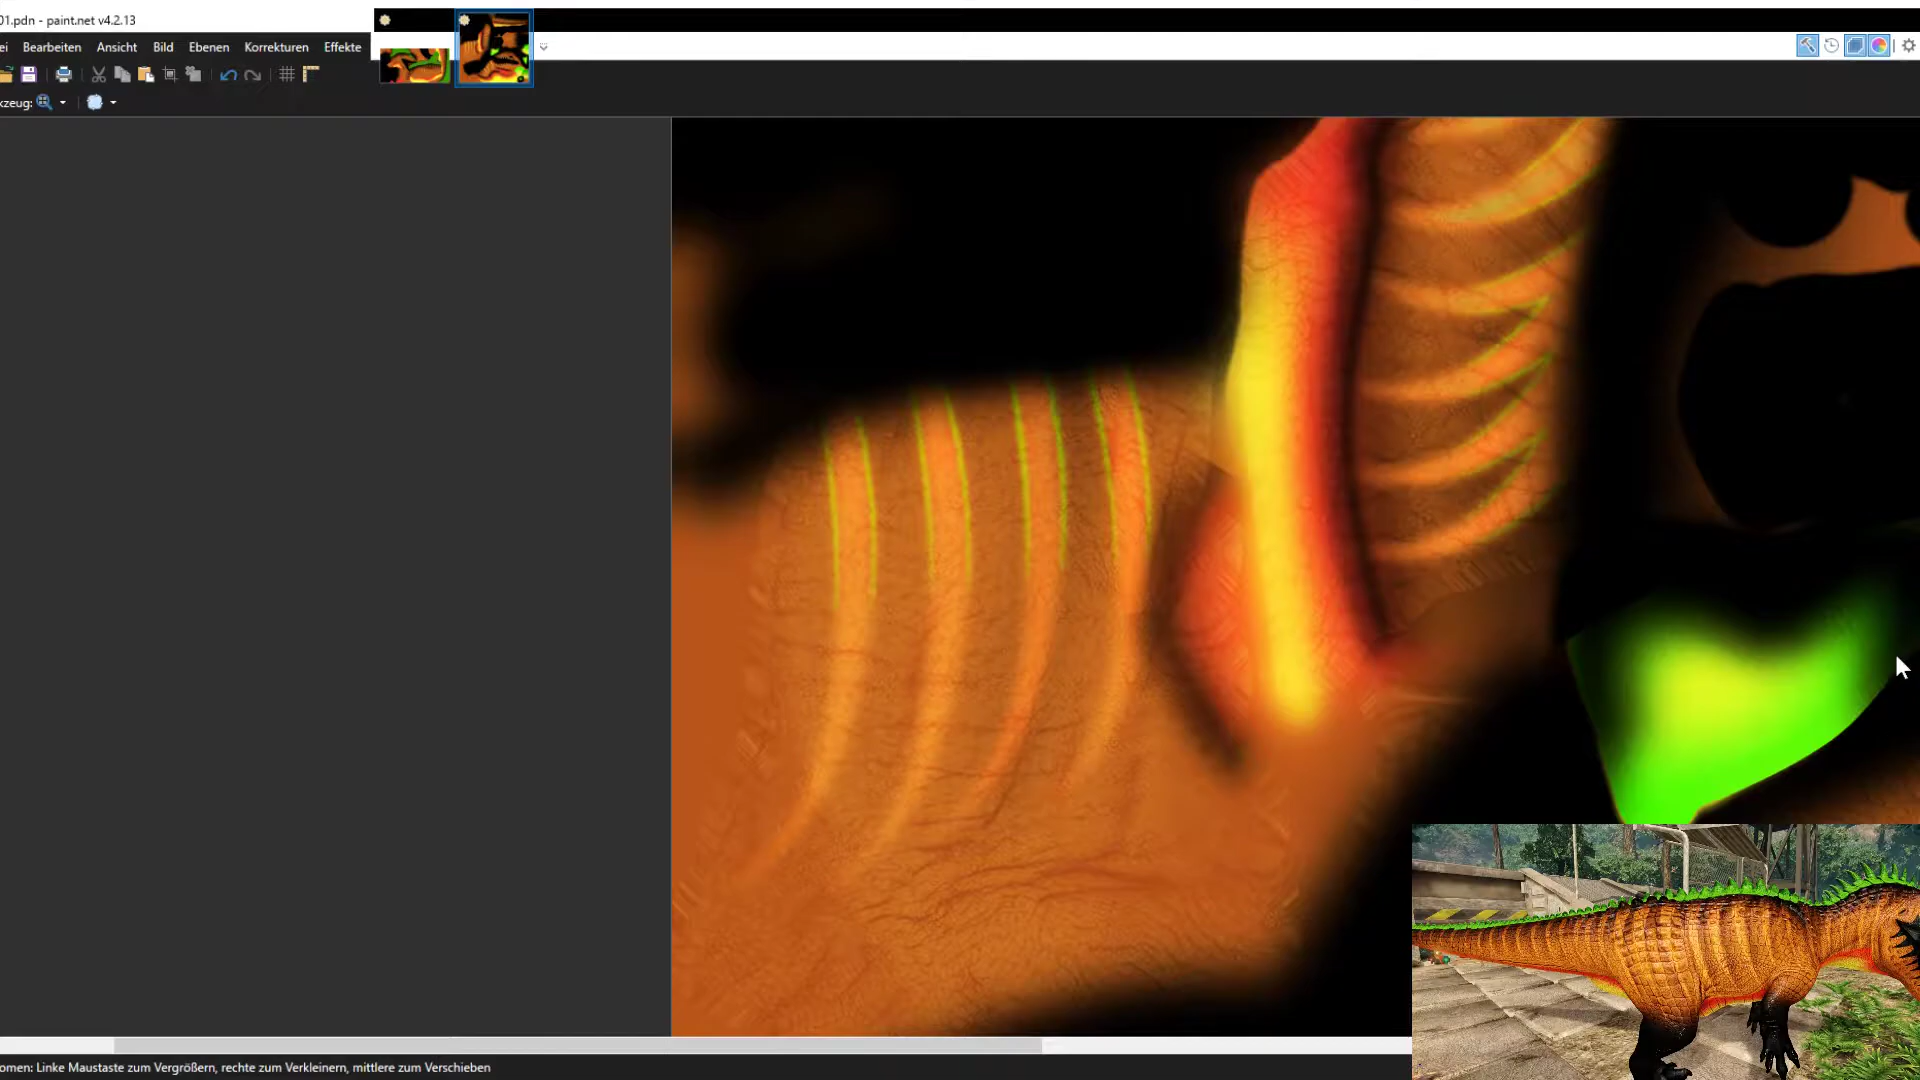 01.pdn - paint.net v4.2.13
ei Bearbeiten Ansicht Bild Ebenen Korrekturen Effekte
kzeug:
omen: Linke Maustaste zum Vergrößern, rechte zum Verkleinern, mittlere zum Verschieben